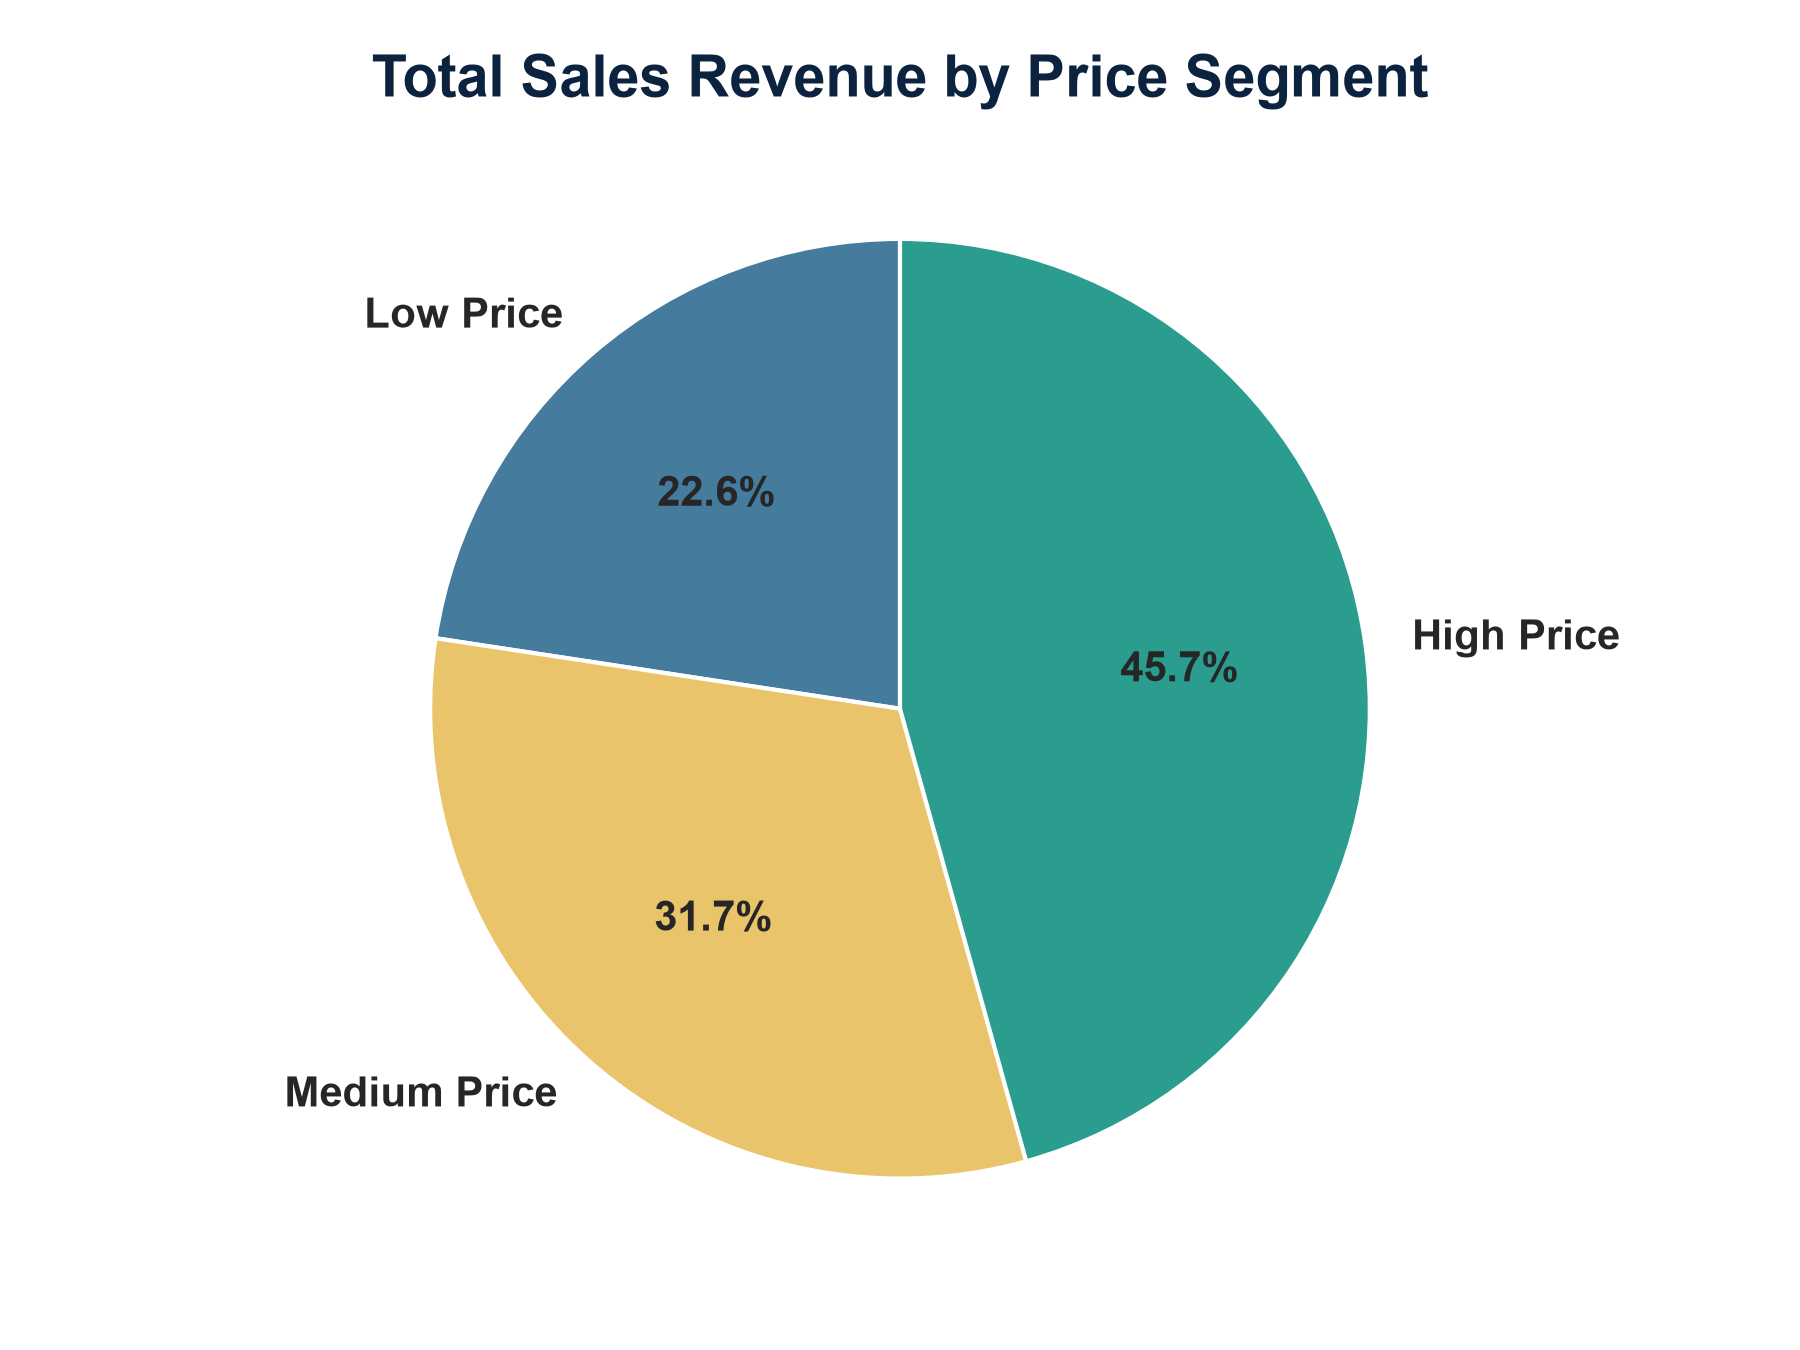 Total Sales Revenue by Price Segment
Low Price
22.6%
High Price
45.7%
31.7%
Medium Price